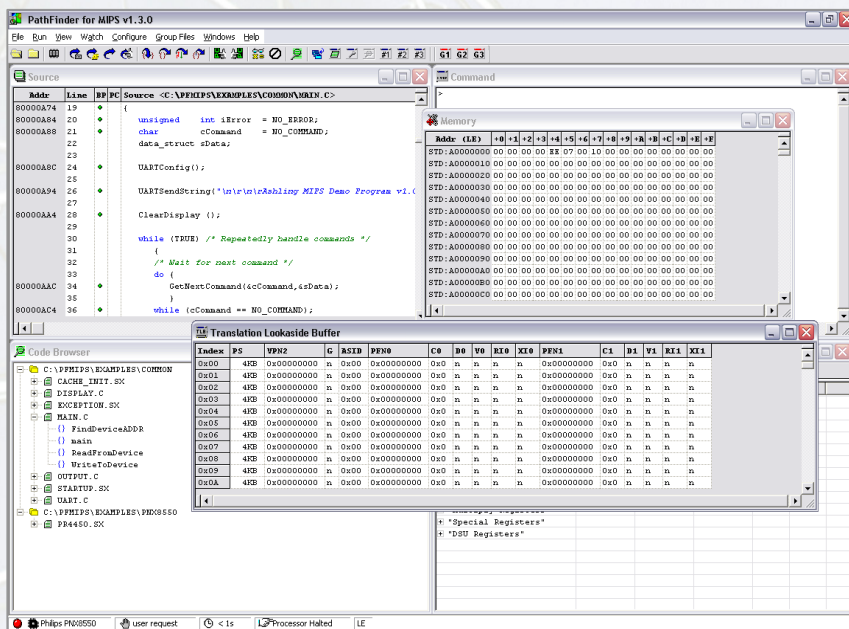 PathFinder for MIPS v1.3.0
File Run View Watch Configure Group Files Windows Help
#1 #2 #3 G1 G2 G3
Source
Addr Line BP PC Source <C:\PFMIPS\EXAMPLES\COMMON\MAIN.C>
80000A74 19 {
80000A84 20 unsigned int iError = NO_ERROR;
80000A88 21 char cCommand = NO_COMMAND;
22 data_struct sData;
23
80000A8C 24 UARTConfig();
25
80000A94 26 UARTSendString("\n\r\n\rAshling MIPS Demo Program v1.
27
80000AA4 28 ClearDisplay ();
29
30 while (TRUE) /* Repeatedly handle commands */
31 {
32 /* Wait for next command */
33 do {
80000AAC 34 GetNextCommand(&cCommand,&sData);
35 }
80000AC4 36 while (cCommand == NO_COMMAND);
Command
>
Memory
Addr (LE) +0 +1 +2 +3 +4 +5 +6 +7 +8 +9 +A +B +C +D +E +F
STD:A0000000 00 00 00 00 EE 07 00 10 00 00 00 00 00 00 00 00
STD:A0000010 00 00 00 00 00 00 00 00 00 00 00 00 00 00 00 00
STD:A0000020 00 00 00 00 00 00 00 00 00 00 00 00 00 00 00 00
STD:A0000030 00 00 00 00 00 00 00 00 00 00 00 00 00 00 00 00
STD:A0000040 00 00 00 00 00 00 00 00 00 00 00 00 00 00 00 00
STD:A0000050 00 00 00 00 00 00 00 00 00 00 00 00 00 00 00 00
STD:A0000060 00 00 00 00 00 00 00 00 00 00 00 00 00 00 00 00
STD:A0000070 00 00 00 00 00 00 00 00 00 00 00 00 00 00 00 00
STD:A0000080 00 00 00 00 00 00 00 00 00 00 00 00 00 00 00 00
STD:A0000090 00 00 00 00 00 00 00 00 00 00 00 00 00 00 00 00
STD:A00000A0 00 00 00 00 00 00 00 00 00 00 00 00 00 00 00 00
STD:A00000B0 00 00 00 00 00 00 00 00 00 00 00 00 00 00 00 00
STD:A00000C0 00 00 00 00 00 00 00 00 00 00 00 00 00 00 00 00
TLB Translation Lookaside Buffer
Index PS VPN2 G ASID PFN0 C0 D0 V0 RI0 XI0 PFN1 C1 D1 V1 RI1 XI1
0x00 4KB 0x00000000 n 0x00 0x00000000 0x0 n n n n 0x00000000 0x0 n n n n
0x01 4KB 0x00000000 n 0x00 0x00000000 0x0 n n n n 0x00000000 0x0 n n n n
0x02 4KB 0x00000000 n 0x00 0x00000000 0x0 n n n n 0x00000000 0x0 n n n n
0x03 4KB 0x00000000 n 0x00 0x00000000 0x0 n n n n 0x00000000 0x0 n n n n
0x04 4KB 0x00000000 n 0x00 0x00000000 0x0 n n n n 0x00000000 0x0 n n n n
0x05 4KB 0x00000000 n 0x00 0x00000000 0x0 n n n n 0x00000000 0x0 n n n n
0x06 4KB 0x00000000 n 0x00 0x00000000 0x0 n n n n 0x00000000 0x0 n n n n
0x07 4KB 0x00000000 n 0x00 0x00000000 0x0 n n n n 0x00000000 0x0 n n n n
0x08 4KB 0x00000000 n 0x00 0x00000000 0x0 n n n n 0x00000000 0x0 n n n n
0x09 4KB 0x00000000 n 0x00 0x00000000 0x0 n n n n 0x00000000 0x0 n n n n
0x0A 4KB 0x00000000 n 0x00 0x00000000 0x0 n n n n 0x00000000 0x0 n n n n
Code Browser
C:\PFMIPS\EXAMPLES\COMMON
CACHE_INIT.SX
DISPLAY.C
EXCEPTION.SX
MAIN.C
{} FindDeviceADDR
{} main
{} ReadFromDevice
{} WriteToDevice
OUTPUT.C
STARTUP.SX
UART.C
C:\PFMIPS\EXAMPLES\PNX8550
PR4450.SX
"Special Registers"
"DSU Registers"
Philips PNX8550 user request < 1s Processor Halted LE